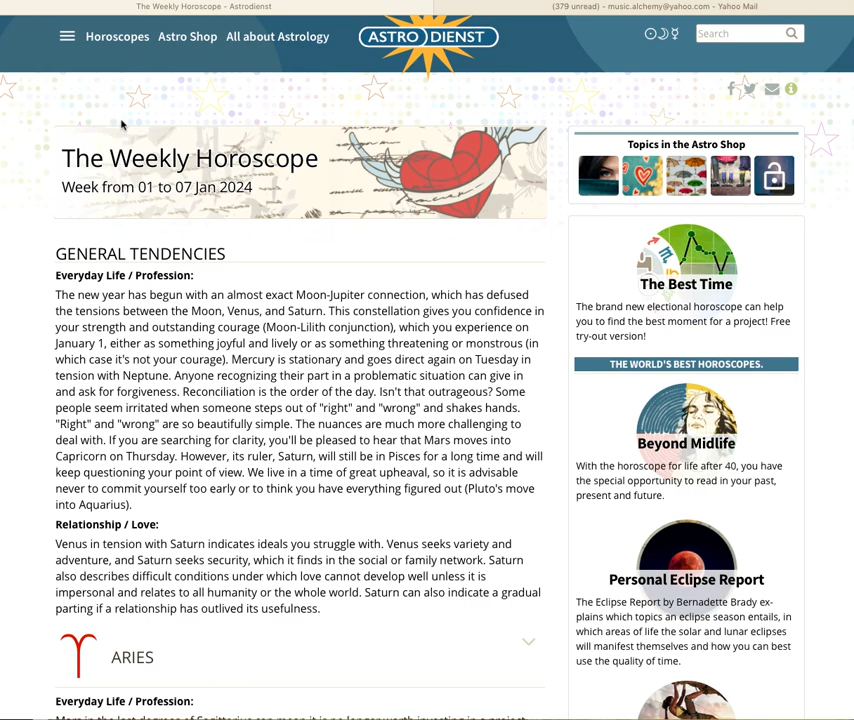 The Weekly Horoscope – Astrodienst
(379 unread) – music.alchemy@yahoo.com – Yahoo Mail
Horoscopes Astro Shop All about Astrology
ASTRO DIENST
Search
The Weekly Horoscope
Week from 01 to 07 Jan 2024
GENERAL TENDENCIES
Everyday Life / Profession:
The new year has begun with an almost exact Moon-Jupiter connection, which has defused
the tensions between the Moon, Venus, and Saturn. This constellation gives you confidence in
your strength and outstanding courage (Moon-Lilith conjunction), which you experience on
January 1, either as something joyful and lively or as something threatening or monstrous (in
which case it's not your courage). Mercury is stationary and goes direct again on Tuesday in
tension with Neptune. Anyone recognizing their part in a problematic situation can give in
and ask for forgiveness. Reconciliation is the order of the day. Isn't that outrageous? Some
people seem irritated when someone steps out of "right" and "wrong" and shakes hands.
"Right" and "wrong" are so beautifully simple. The nuances are much more challenging to
deal with. If you are searching for clarity, you'll be pleased to hear that Mars moves into
Capricorn on Thursday. However, its ruler, Saturn, will still be in Pisces for a long time and will
keep questioning your point of view. We live in a time of great upheaval, so it is advisable
never to commit yourself too early or to think you have everything figured out (Pluto's move
into Aquarius).
Relationship / Love:
Venus in tension with Saturn indicates ideals you struggle with. Venus seeks variety and
adventure, and Saturn seeks security, which it finds in the social or family network. Saturn
also describes difficult conditions under which love cannot develop well unless it is
impersonal and relates to all humanity or the whole world. Saturn can also indicate a gradual
parting if a relationship has outlived its usefulness.
ARIES
Everyday Life / Profession:
Mars in the last degrees of Sagittarius can mean it is no longer worth investing in a project
Topics in the Astro Shop
The Best Time
The brand new electional horoscope can help
you to find the best moment for a project! Free
try-out version!
THE WORLD'S BEST HOROSCOPES.
Beyond Midlife
With the horoscope for life after 40, you have
the special opportunity to read in your past,
present and future.
Personal Eclipse Report
The Eclipse Report by Bernadette Brady ex-
plains which topics an eclipse season entails, in
which areas of life the solar and lunar eclipses
will manifest themselves and how you can best
use the quality of time.